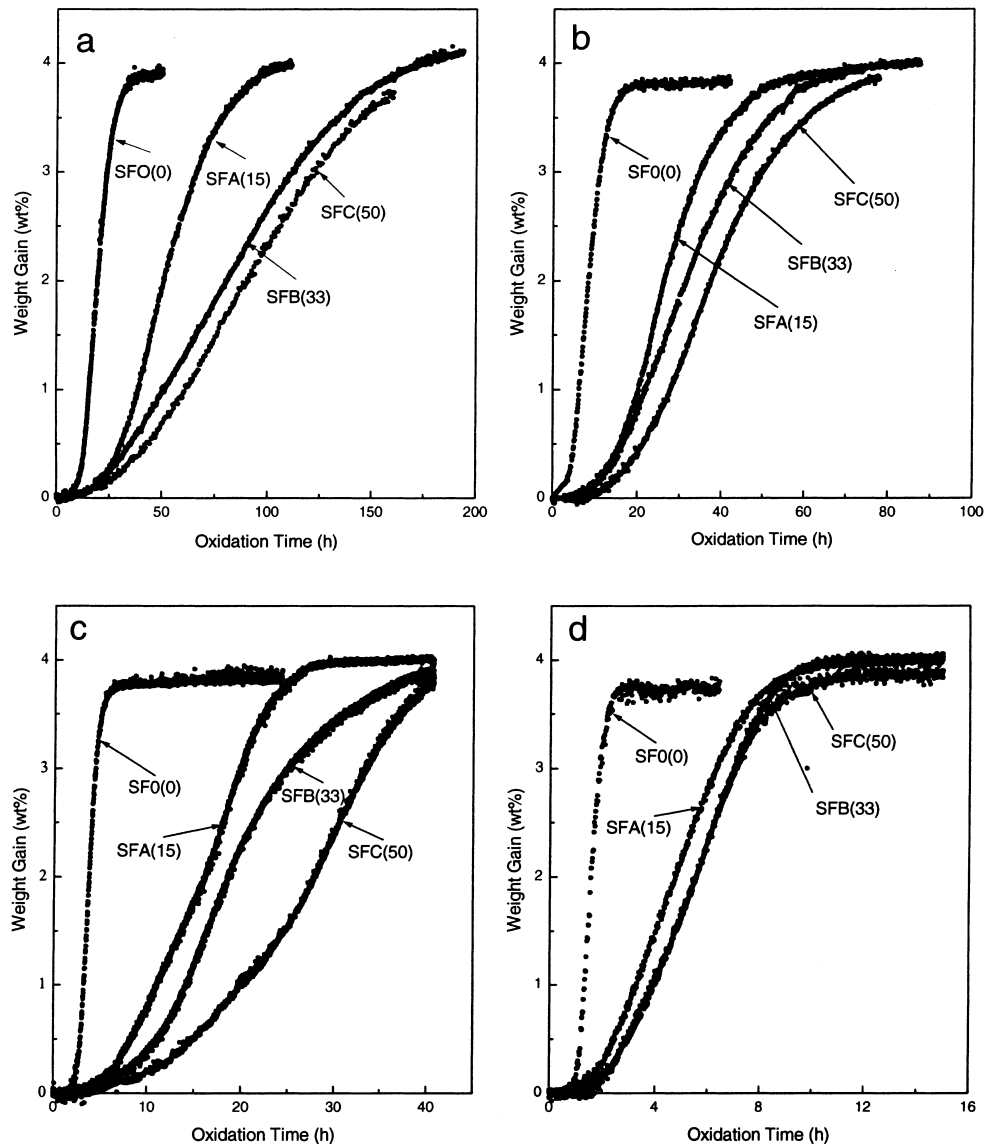 a
4
3
2
1
0
Weight Gain (wt%)
SFO(0)
SFA(15)
SFC(50)
SFB(33)
0
50
100
150
200
Oxidation Time (h)
b
4
3
2
1
0
Weight Gain (wt%)
SF0(0)
SFC(50)
SFB(33)
SFA(15)
0
20
40
60
80
100
Oxidation Time (h)
c
4
3
2
1
0
Weight Gain (wt%)
SF0(0)
SFB(33)
SFA(15)
SFC(50)
0
10
20
30
40
Oxidation Time (h)
d
4
3
2
1
0
Weight Gain (wt%)
SF0(0)
SFC(50)
SFA(15)
SFB(33)
0
4
8
12
16
Oxidation Time (h)